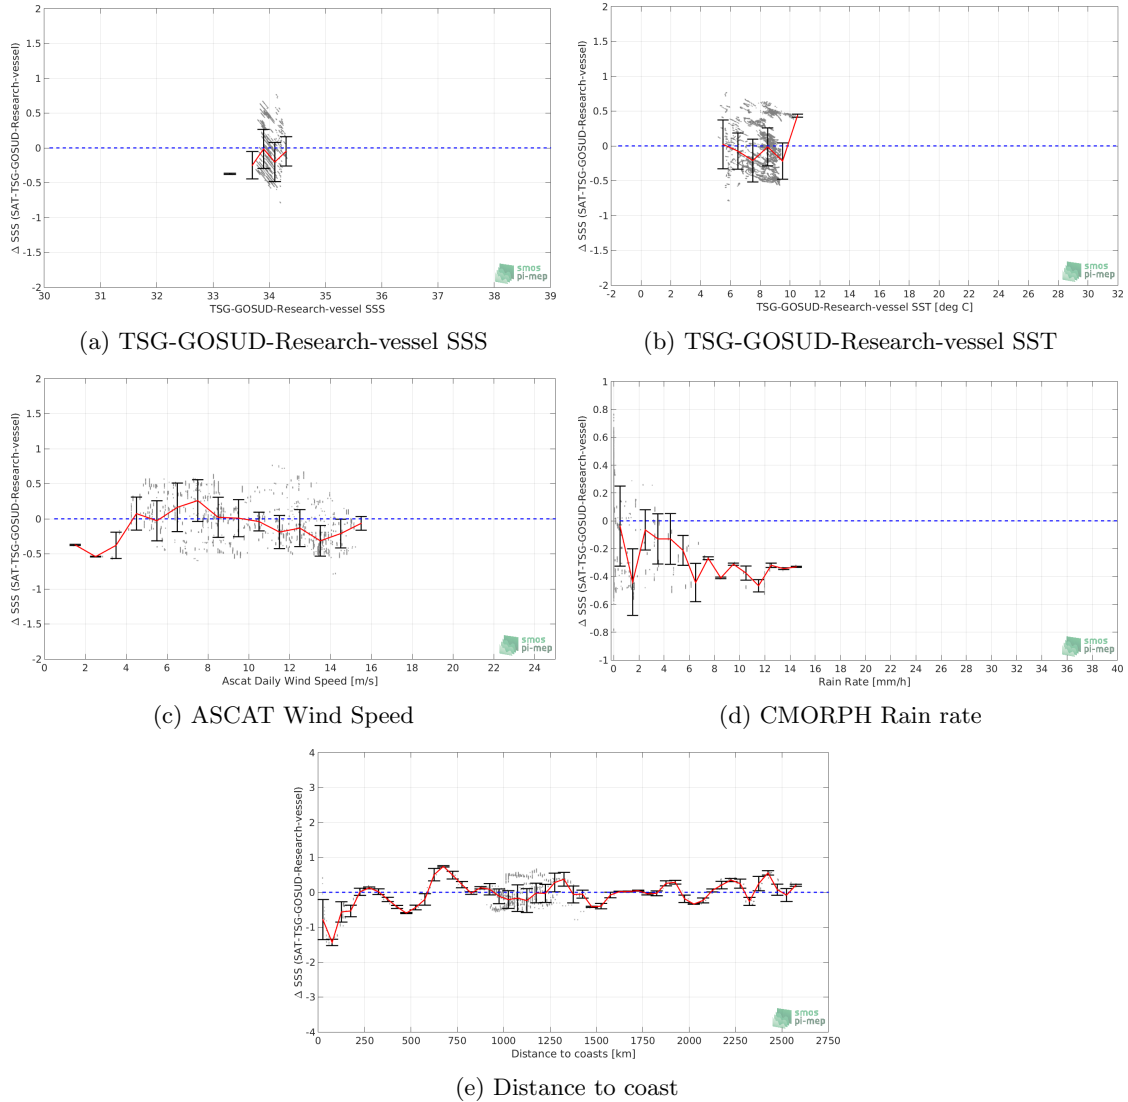 2
1.5
1
0.5
0
-0.5
-1
-1.5
-2
Δ SSS (SAT-TSG-GOSUD-Research-vessel)
30 31 32 33 34 35 36 37 38 39
TSG-GOSUD-Research-vessel SSS
smos
pi-mep
(a) TSG-GOSUD-Research-vessel SSS
2
1.5
1
0.5
0
-0.5
-1
-1.5
-2
Δ SSS (SAT-TSG-GOSUD-Research-vessel)
-2 0 2 4 6 8 10 12 14 16 18 20 22 24 26 28 30 32
TSG-GOSUD-Research-vessel SST [deg C]
smos
pi-mep
(b) TSG-GOSUD-Research-vessel SST
2
1.5
1
0.5
0
-0.5
-1
-1.5
-2
Δ SSS (SAT-TSG-GOSUD-Research-vessel)
0 2 4 6 8 10 12 14 16 18 20 22 24
Ascat Daily Wind Speed [m/s]
smos
pi-mep
(c) ASCAT Wind Speed
1
0.8
0.6
0.4
0.2
0
-0.2
-0.4
-0.6
-0.8
-1
Δ SSS (SAT-TSG-GOSUD-Research-vessel)
0 2 4 6 8 10 12 14 16 18 20 22 24 26 28 30 32 34 36 38 40
Rain Rate [mm/h]
smos
pi-mep
(d) CMORPH Rain rate
4
3
2
1
0
-1
-2
-3
-4
Δ SSS (SAT-TSG-GOSUD-Research-vessel)
0 250 500 750 1000 1250 1500 1750 2000 2250 2500 2750
Distance to coasts [km]
smos
pi-mep
(e) Distance to coast